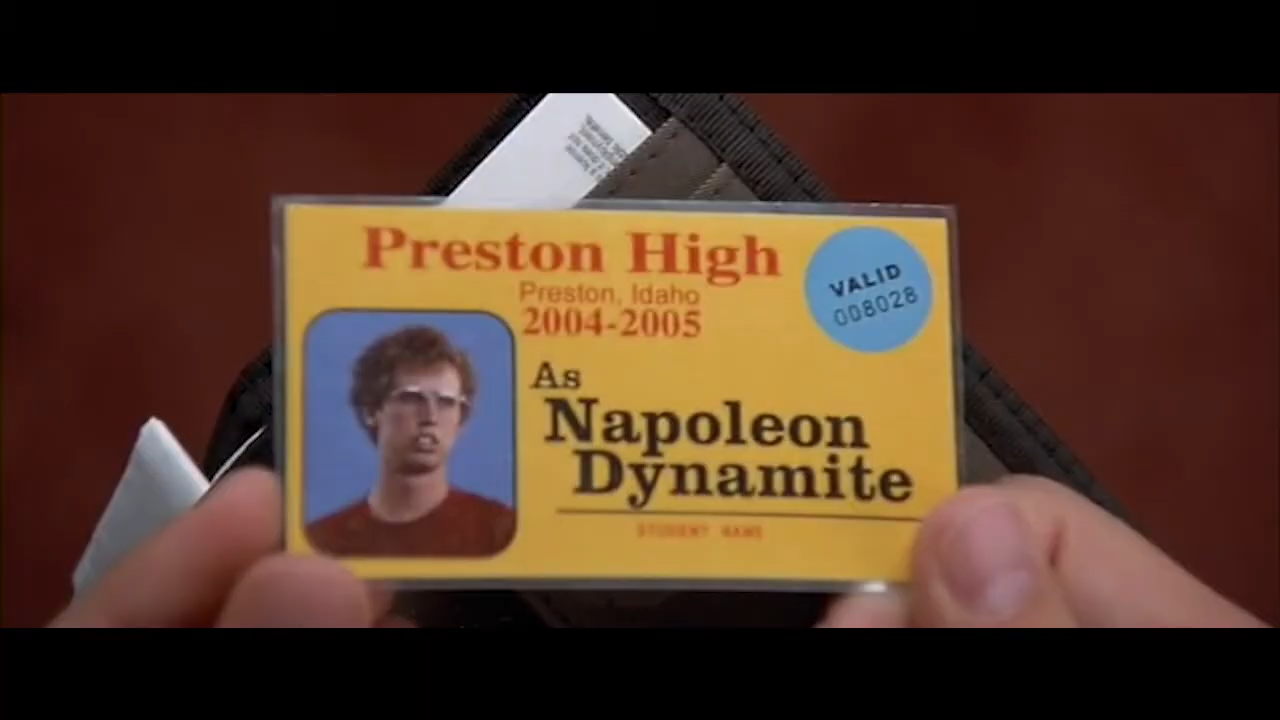 Preston High
Preston, Idaho
2004-2005
VALID
008028
As
Napoleon
Dynamite
STUDENT NAME